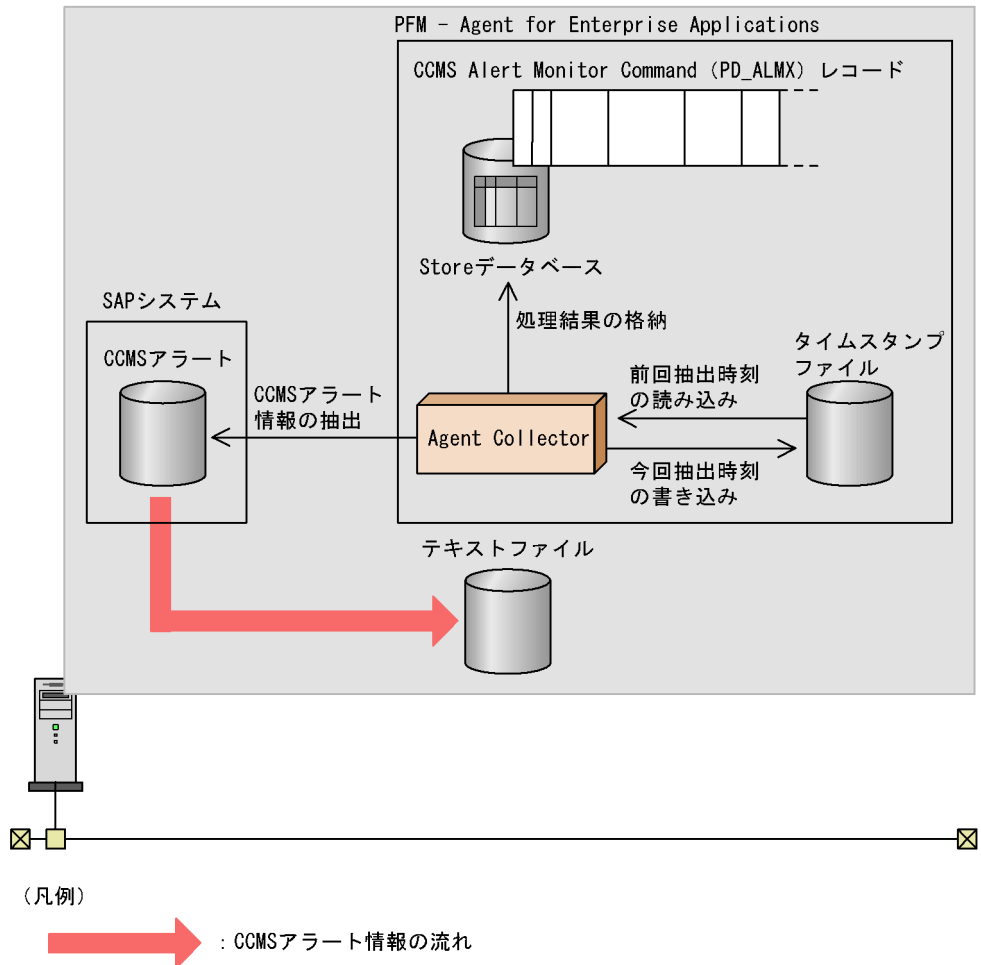 PFM - Agent for Enterprise Applications
CCMS Alert Monitor Command (PD_ALMX) レコード
Storeデータベース
SAPシステム
CCMSアラート
処理結果の格納
タイムスタンプ
ファイル
CCMSアラート
情報の抽出
前回抽出時刻
の読み込み
Agent Collector
今回抽出時刻
の書き込み
テキストファイル
(凡例)
:CCMSアラート情報の流れ